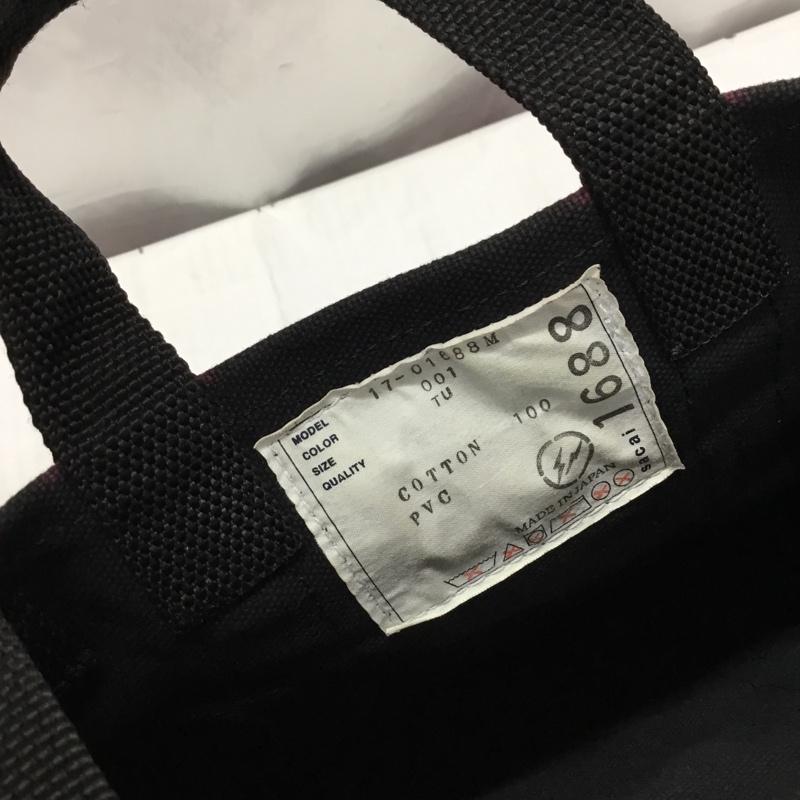 MODEL 17-01688M
COLOR 001
SIZE TU
QUALITY
COTTON 100
PVC
MADE IN JAPAN
1688
sacai